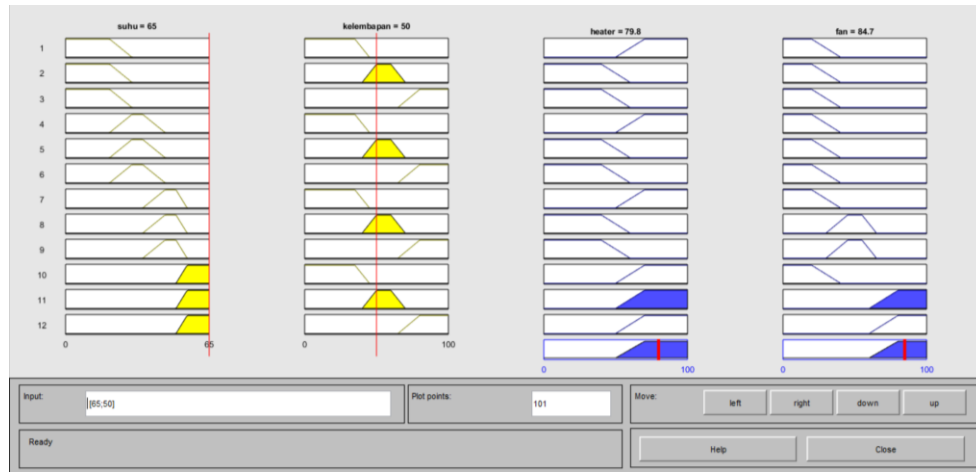 suhu = 65
kelembapan = 50
heater = 79.8
fan = 84.7
1
2
3
4
5
6
7
8
9
10
11
12
0
65
0
100
0
100
0
100
Input:
[65;50]
Plot points:
101
Move:
left
right
down
up
Ready
Help
Close